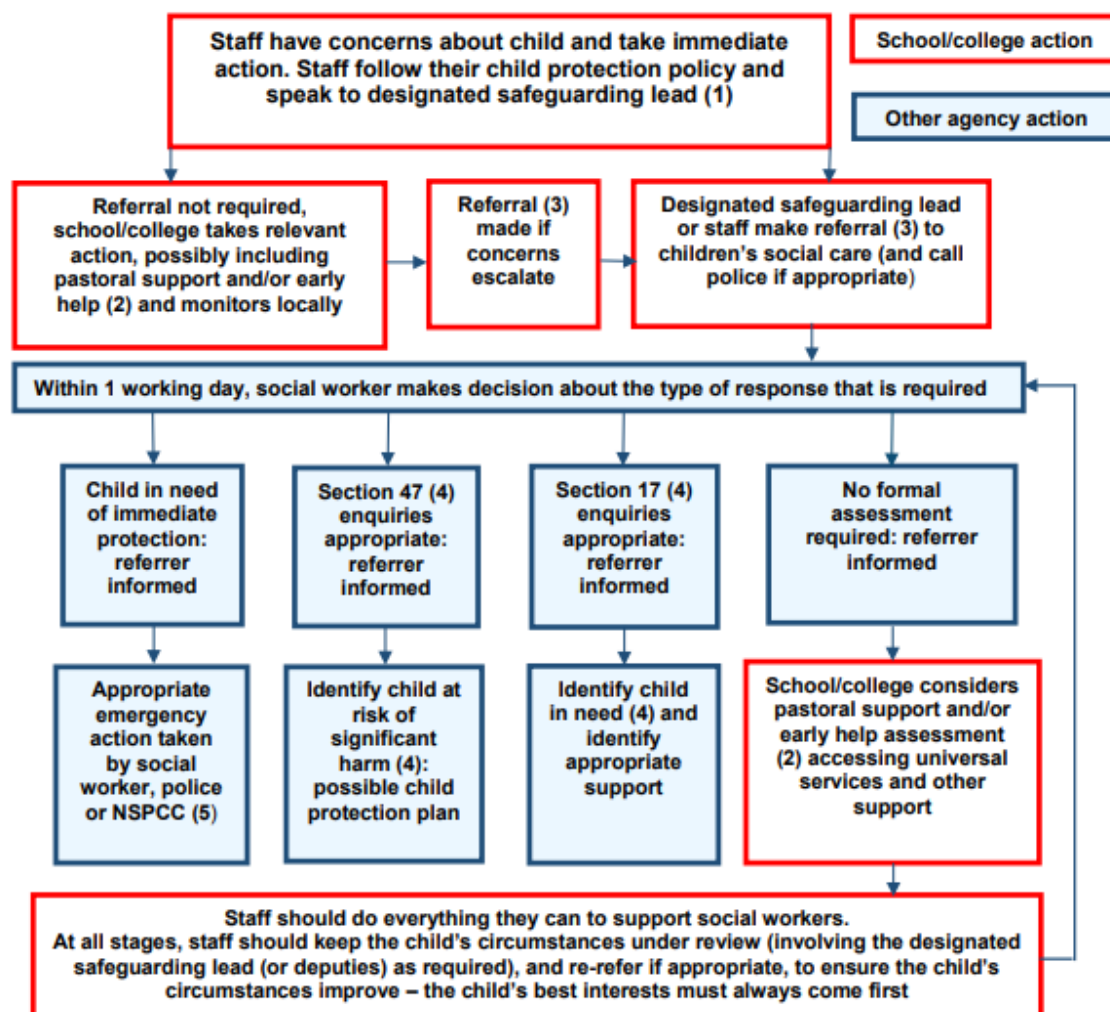 Staff have concerns about child and take immediate
action. Staff follow their child protection policy and
speak to designated safeguarding lead (1)
School/college action
Other agency action
Referral not required,
school/college takes relevant
action, possibly including
pastoral support and/or early
help (2) and monitors locally
Referral (3)
made if
concerns
escalate
Designated safeguarding lead
or staff make referral (3) to
children’s social care (and call
police if appropriate)
Within 1 working day, social worker makes decision about the type of response that is required
Child in need
of immediate
protection:
referrer
informed
Section 47 (4)
enquiries
appropriate:
referrer
informed
Section 17 (4)
enquiries
appropriate:
referrer
informed
No formal
assessment
required: referrer
informed
Appropriate
emergency
action taken
by social
worker, police
or NSPCC (5)
Identify child at
risk of
significant
harm (4):
possible child
protection plan
Identify child
in need (4) and
identify
appropriate
support
School/college considers
pastoral support and/or
early help assessment
(2) accessing universal
services and other
support
Staff should do everything they can to support social workers.
At all stages, staff should keep the child’s circumstances under review (involving the designated
safeguarding lead (or deputies) as required), and re-refer if appropriate, to ensure the child’s
circumstances improve – the child’s best interests must always come first